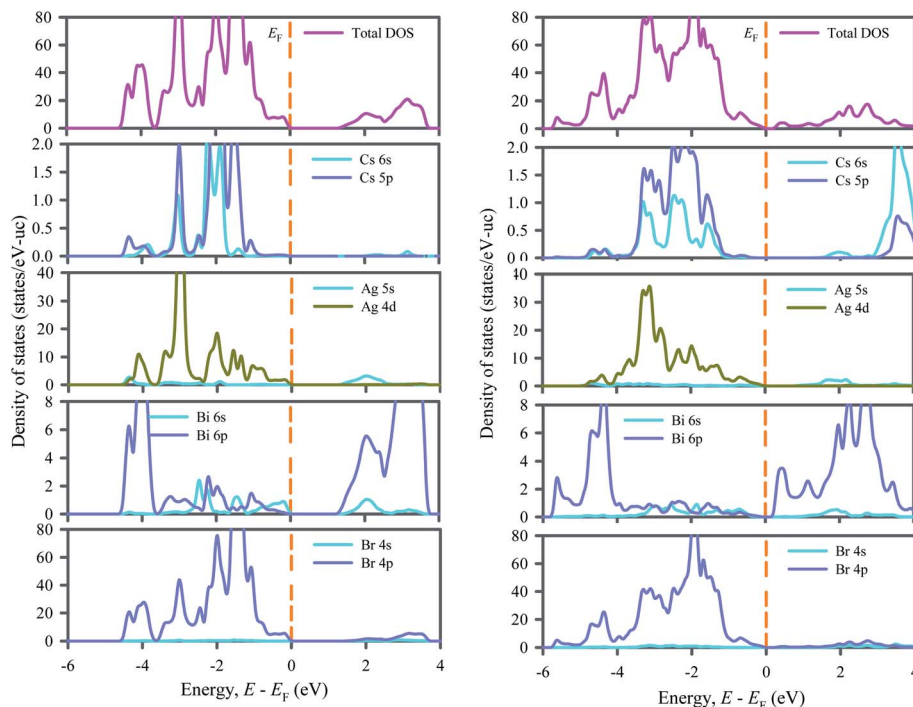 80
60
40
20
0
E_F
Total DOS
2.0
1.5
1.0
0.5
0.0
Cs 6s
Cs 5p
40
30
20
10
0
Ag 5s
Ag 4d
8
6
4
2
0
Bi 6s
Bi 6p
80
60
40
20
0
Br 4s
Br 4p
-6 -4 -2 0 2 4
Energy, E - E_F (eV)
Density of states (states/eV-uc)
80
60
40
20
0
E_F
Total DOS
2.0
1.5
1.0
0.5
0.0
Cs 6s
Cs 5p
40
30
20
10
0
Ag 5s
Ag 4d
8
6
4
2
0
Bi 6s
Bi 6p
80
60
40
20
0
Br 4s
Br 4p
-6 -4 -2 0 2 4
Energy, E - E_F (eV)
Density of states (states/eV-uc)